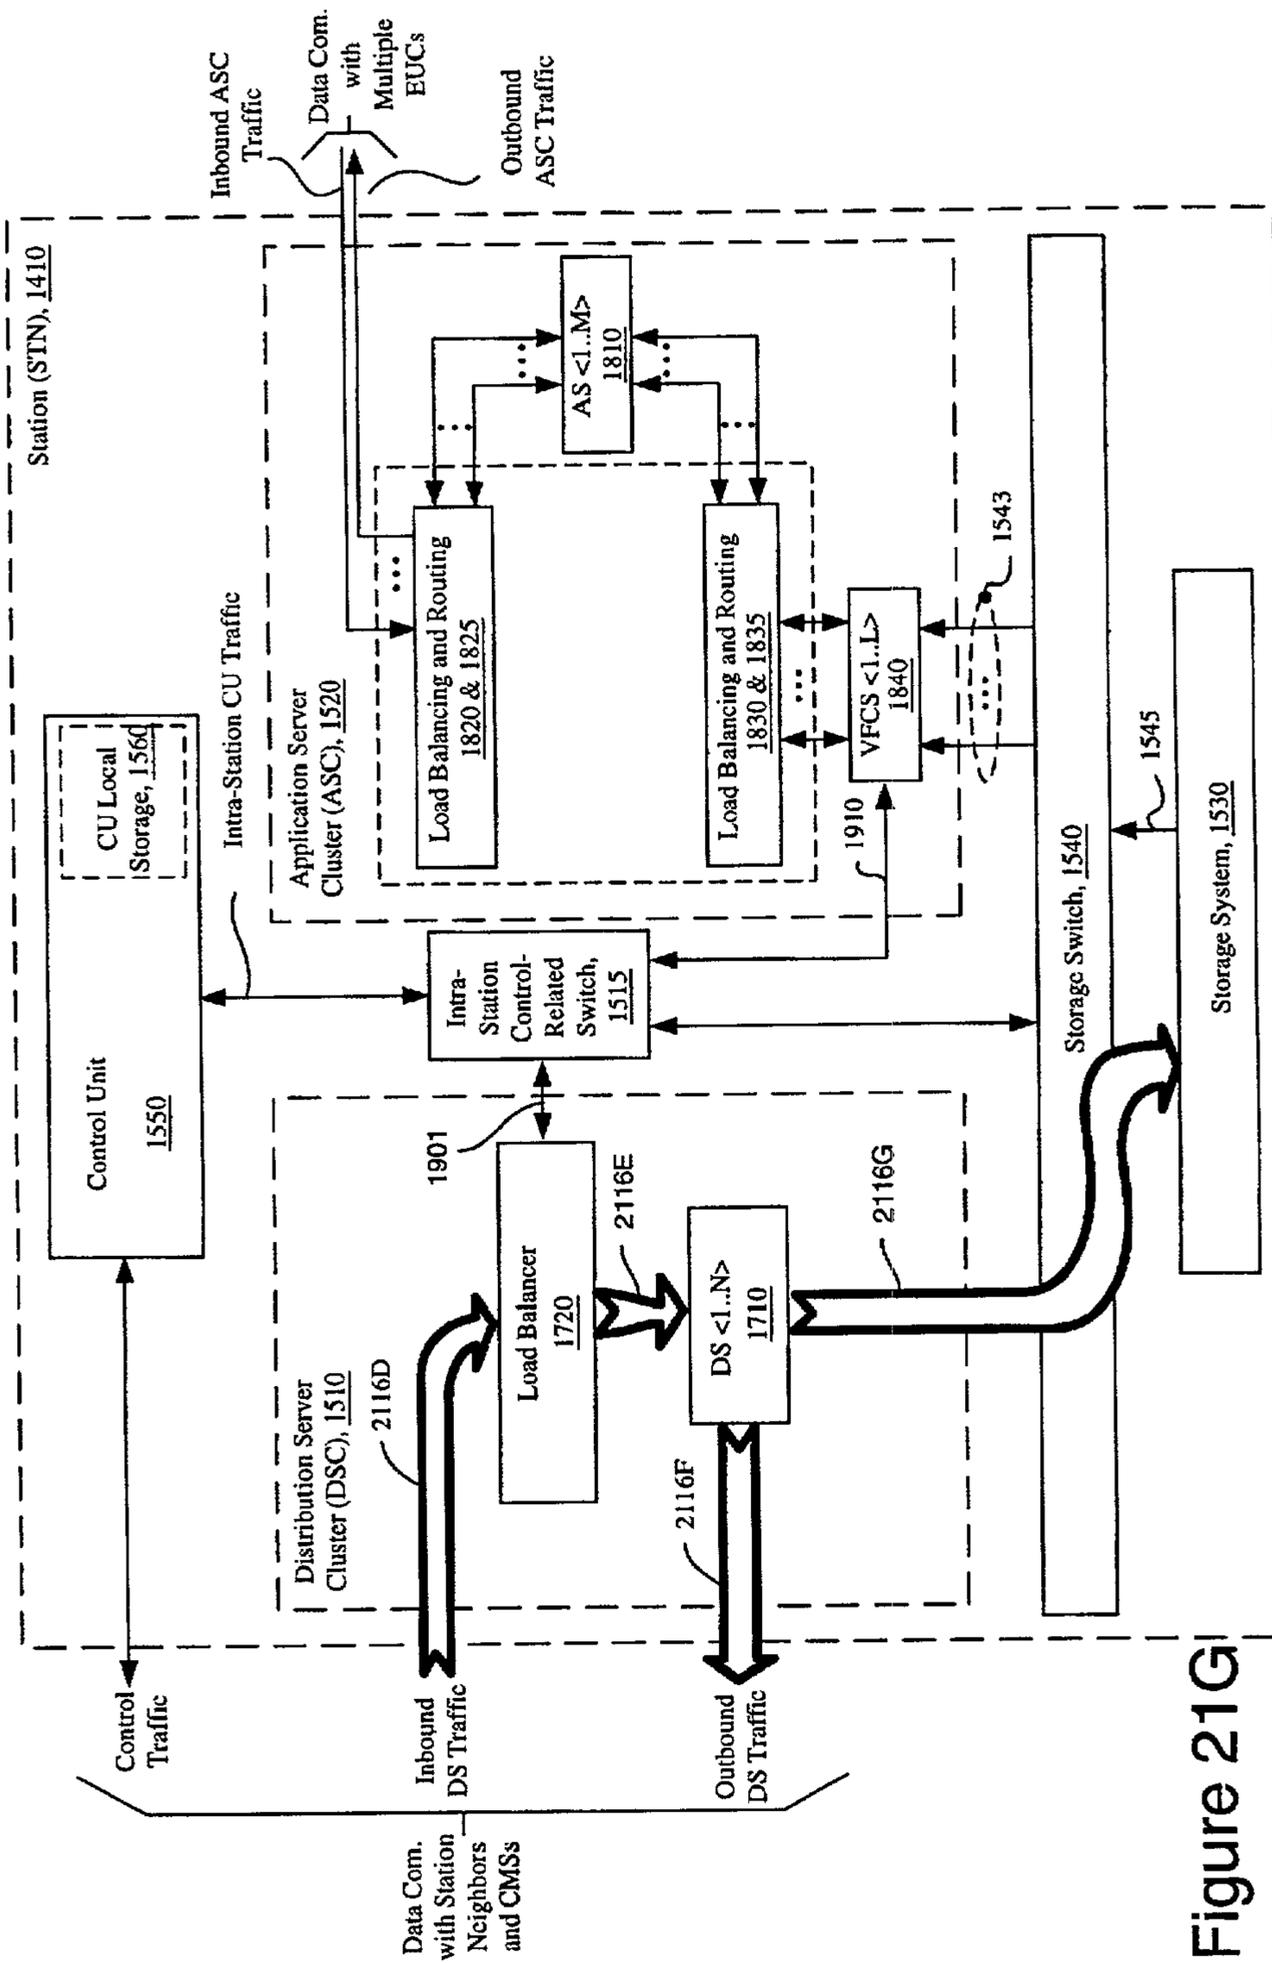 Station (STN), 1410
Control Unit
1550
CU Local
Storage, 1560
Control
Traffic
Intra-Station CU Traffic
Inbound ASC
Traffic
Data Com.
with
Multiple
EUCs
Outbound
ASC Traffic
Data Com.
with Station
Neighbors
and CMSs
Inbound
DS Traffic
Outbound
DS Traffic
Distribution Server
Cluster (DSC), 1510
2116D
Load Balancer
1720
1901
2116E
DS <1..N>
1710
2116F
2116G
Intra-
Station
Control-
Related
Switch,
1515
Application Server
Cluster (ASC), 1520
Load Balancing and Routing
1820 & 1825
...
...
...
AS <1..M>
1810
...
...
Load Balancing and Routing
1830 & 1835
...
VFCS <1..L>
1840
1910
...
1543
Storage Switch, 1540
1545
Storage System, 1530
Figure 21G